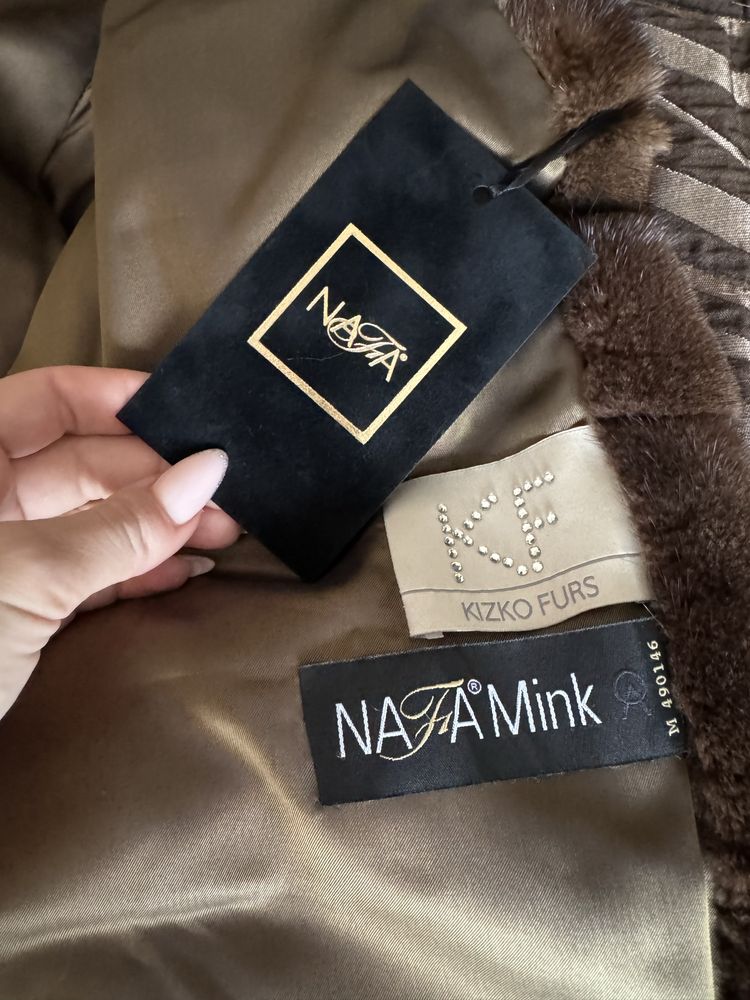 NAFA®
KF
KIZKO FURS
NAFA® Mink
M 490146